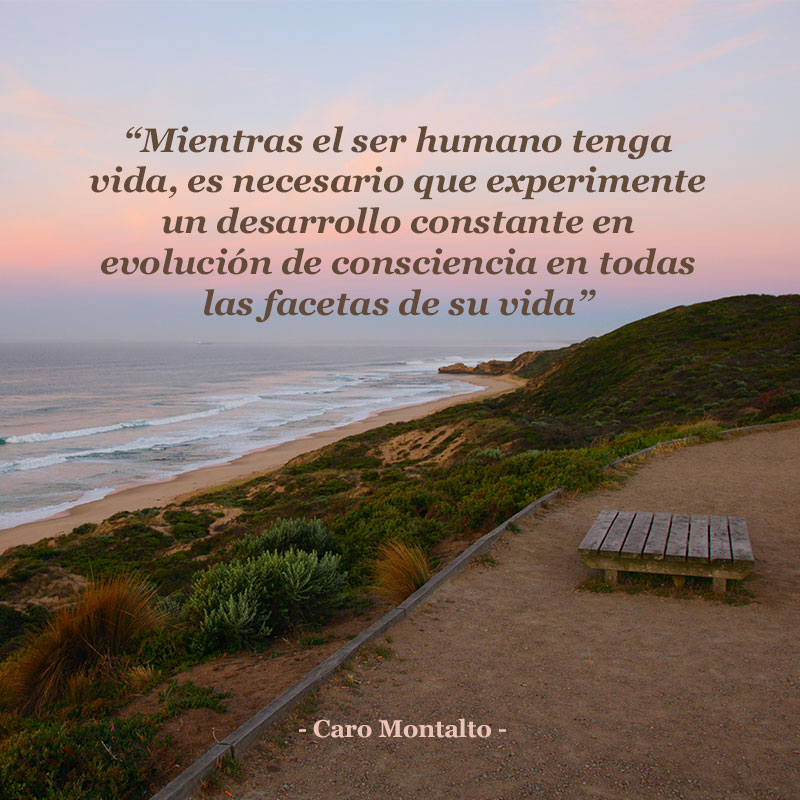 “Mientras el ser humano tenga
vida, es necesario que experimente
un desarrollo constante en
evolución de consciencia en todas
las facetas de su vida”
- Caro Montalto -